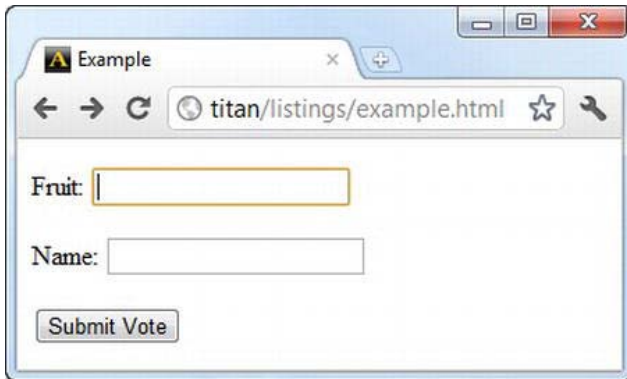 Example
titan/listings/example.html
Fruit:
Name:
Submit Vote